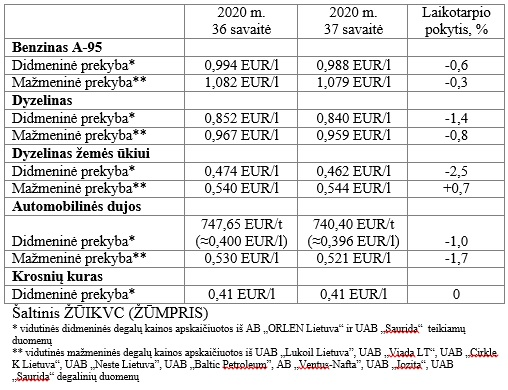 2020 m. 36 savaitė 2020 m. 37 savaitė Laikotarpio pokytis, %
Benzinas A-95
Didmeninė prekyba* 0,994 EUR/l 0,988 EUR/l -0,6
Mažmeninė prekyba** 1,082 EUR/l 1,079 EUR/l -0,3
Dyzelinas
Didmeninė prekyba* 0,852 EUR/l 0,840 EUR/l -1,4
Mažmeninė prekyba** 0,967 EUR/l 0,959 EUR/l -0,8
Dyzelinas žemės ūkiui
Didmeninė prekyba* 0,474 EUR/l 0,462 EUR/l -2,5
Mažmeninė prekyba** 0,540 EUR/l 0,544 EUR/l +0,7
Automobilinės dujos
Didmeninė prekyba* 747,65 EUR/t (≈0,400 EUR/l) 740,40 EUR/t (≈0,396 EUR/l) -1,0
Mažmeninė prekyba** 0,530 EUR/l 0,521 EUR/l -1,7
Krosnių kuras
Didmeninė prekyba* 0,41 EUR/l 0,41 EUR/l 0
Šaltinis ŽŪIKVC (ŽŪMPRIS)
* vidutinės didmeninės degalų kainos apskaičiuotos iš AB „ORLEN Lietuva“ ir UAB „Saurida“ teikiamų
duomenų
** vidutinės mažmeninės degalų kainos apskaičiuotos iš UAB „Lukoil Lietuva”, UAB „Viada LT“, UAB „Cirkle
K Lietuva”, UAB „Neste Lietuva”, UAB „Baltic Petroleum”, AB „Ventus-Nafta”, UAB „Jozita”, UAB
„Saurida” degalinių duomenų